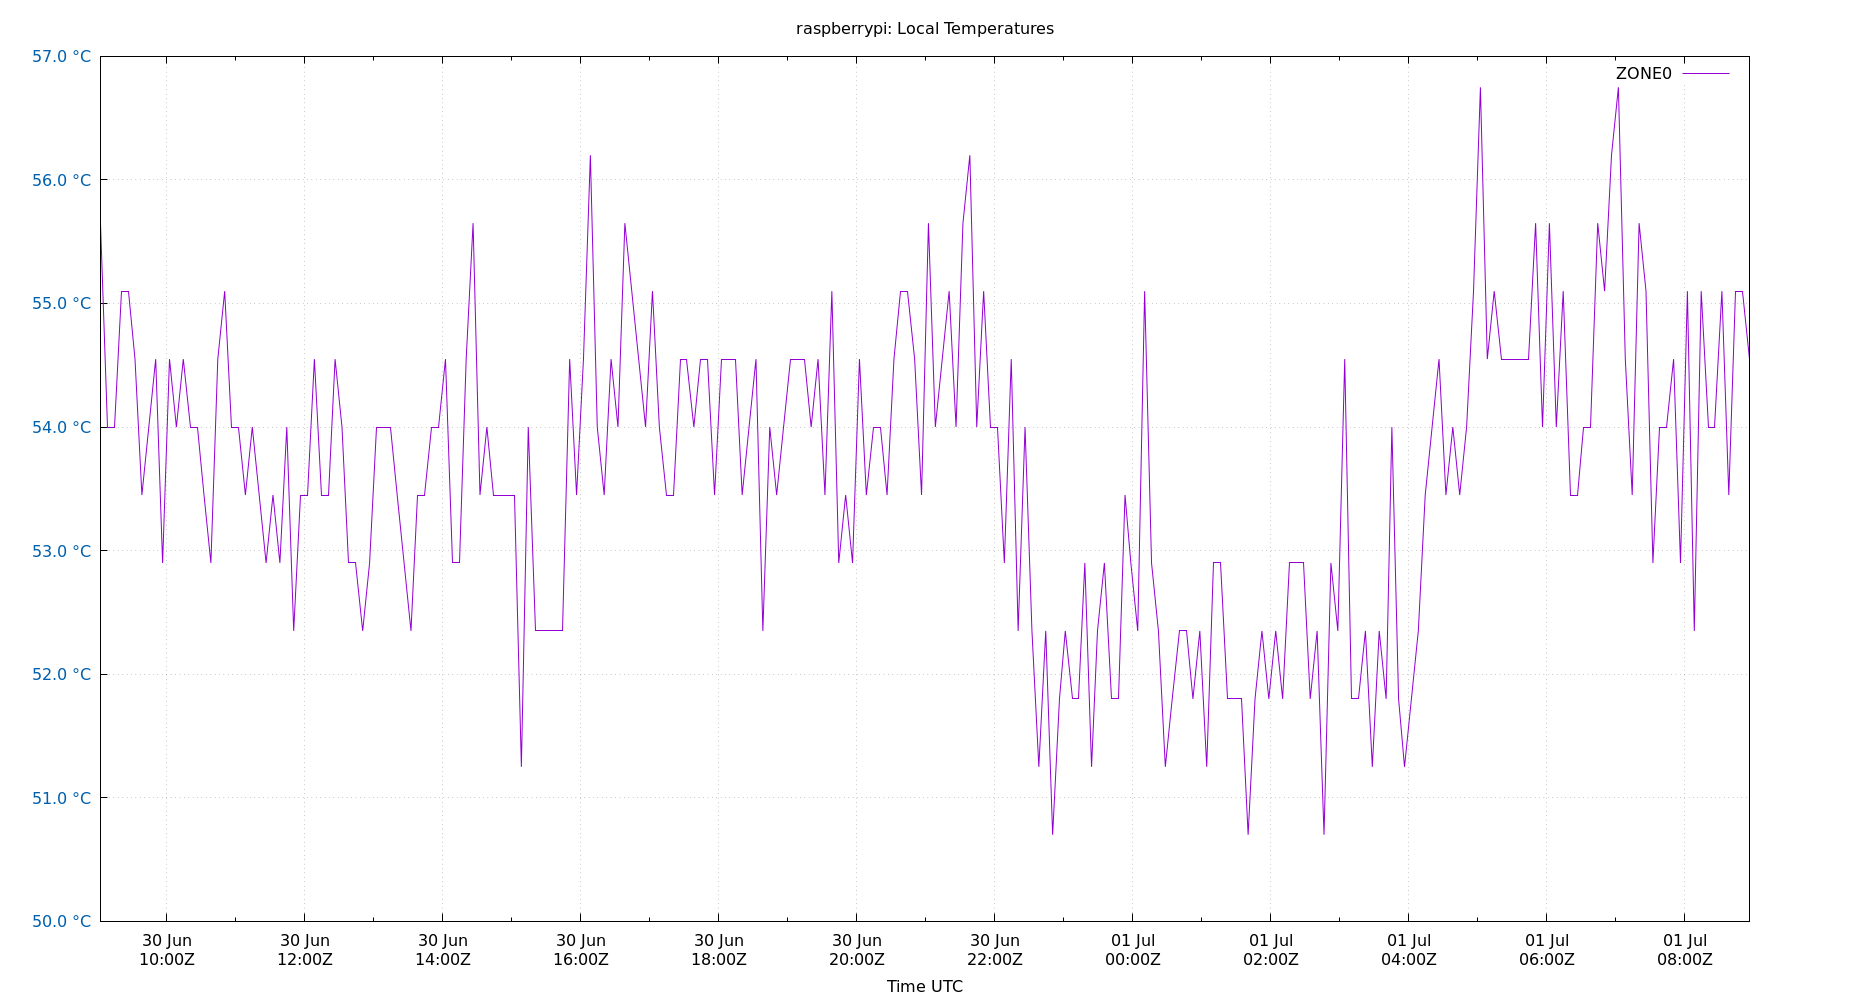 raspberrypi: Local Temperatures
57.0 °C
ZONE0
56.0 °C
55.0 °C
54.0 °C
53.0 °C
52.0 °C
51.0 °C
50.0 °C
30 Jun 30 Jun 30 Jun 30 Jun 30 Jun 30 Jun 30 Jun 01 Jul 01 Jul 01 Jul 01 Jul 01 Jul
10:00Z 12:00Z 14:00Z 16:00Z 18:00Z 20:00Z 22:00Z 00:00Z 02:00Z 04:00Z 06:00Z 08:00Z
Time UTC